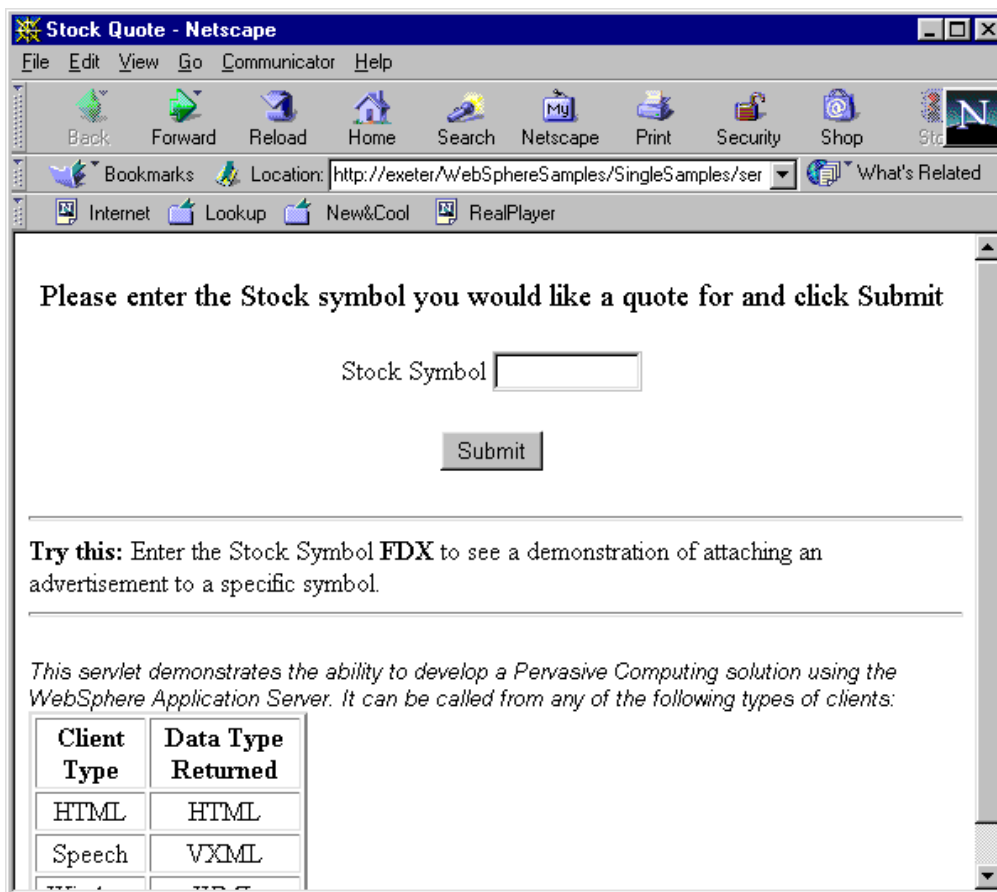 Stock Quote - Netscape
File Edit View Go Communicator Help
Back Forward Reload Home Search Netscape Print Security Shop
My
N
Bookmarks Location: http://exeter/WebSphereSamples/SingleSamples/ser What's Related
Internet Lookup New&Cool RealPlayer
Please enter the Stock symbol you would like a quote for and click Submit
Stock Symbol
Submit
Try this: Enter the Stock Symbol FDX to see a demonstration of attaching an
advertisement to a specific symbol.
This servlet demonstrates the ability to develop a Pervasive Computing solution using the
WebSphere Application Server. It can be called from any of the following types of clients:
Client Type Data Type Returned
HTML HTML
Speech VXML